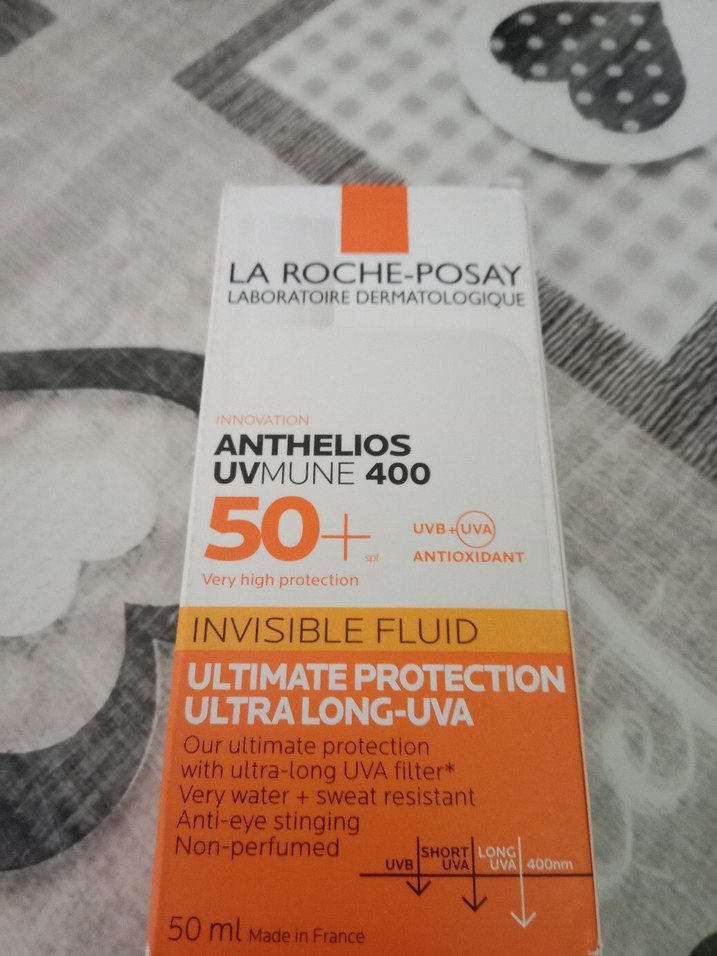 LA ROCHE-POSAY
LABORATOIRE DERMATOLOGIQUE
INNOVATION
ANTHELIOS
UVMUNE 400
50+ spf
Very high protection
UVB+UVA
ANTIOXIDANT
INVISIBLE FLUID
ULTIMATE PROTECTION
ULTRA LONG-UVA
Our ultimate protection
with ultra-long UVA filter*
Very water + sweat resistant
Anti-eye stinging
Non-perfumed
UVB SHORT UVA LONG UVA 400nm
50 ml Made in France